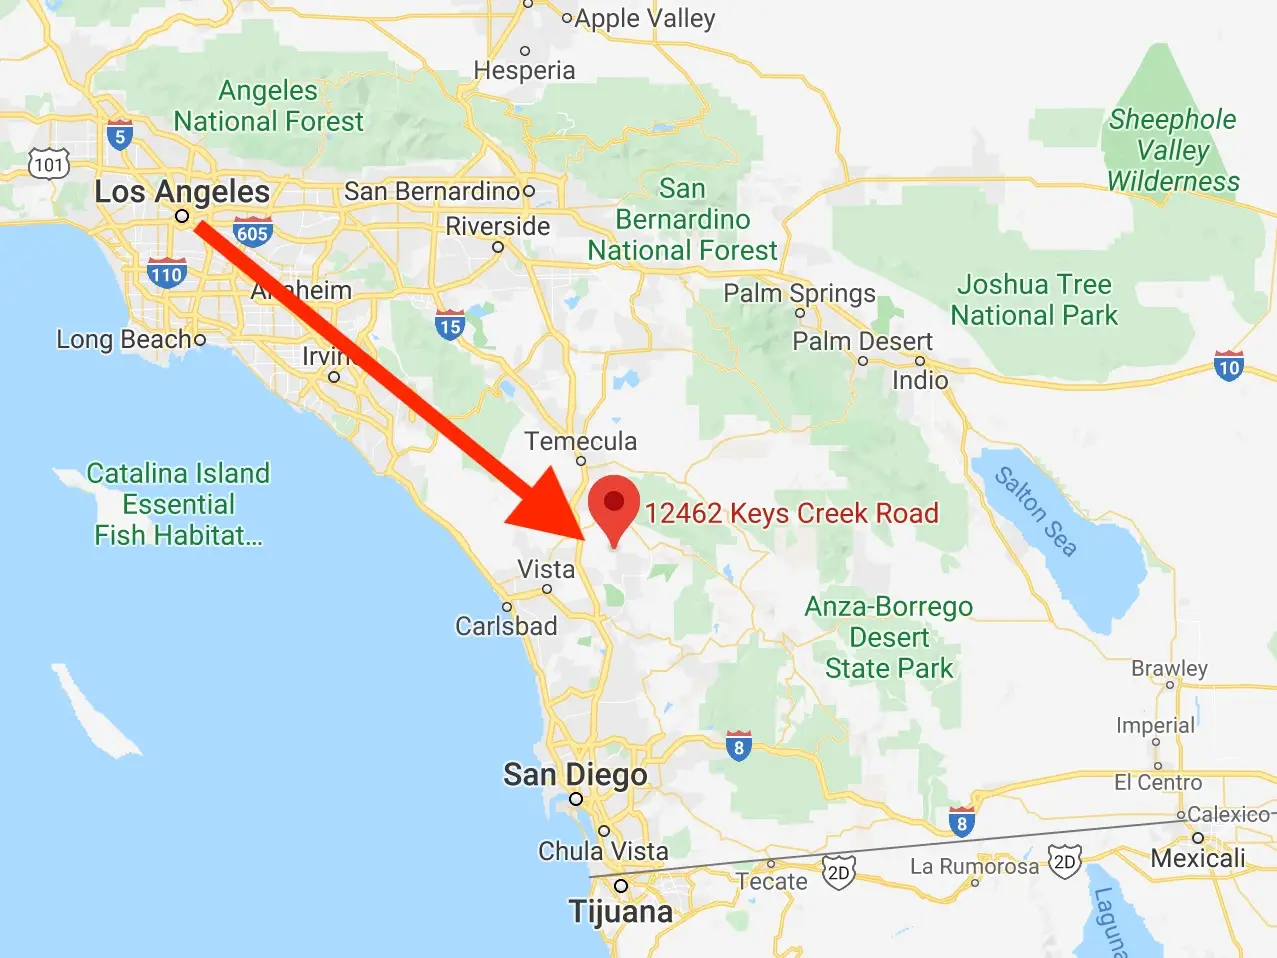 Apple Valley
Hesperia
Angeles
National Forest
5
101
Sheephole
Valley
Wilderness
Los Angeles
San Bernardino
San
Bernardino
National Forest
605
Riverside
110
Anaheim
Palm Springs
Joshua Tree
National Park
15
Long Beach
Irvin
Palm Desert
Indio
10
Temecula
Catalina Island
Essential
Fish Habitat...
Salton Sea
12462 Keys Creek Road
Vista
Carlsbad
Anza-Borrego
Desert
State Park
Brawley
Imperial
8
San Diego
El Centro
8
Calexico
Chula Vista
Mexicali
Tecate
2D
La Rumorosa
2D
Tijuana
Laguna